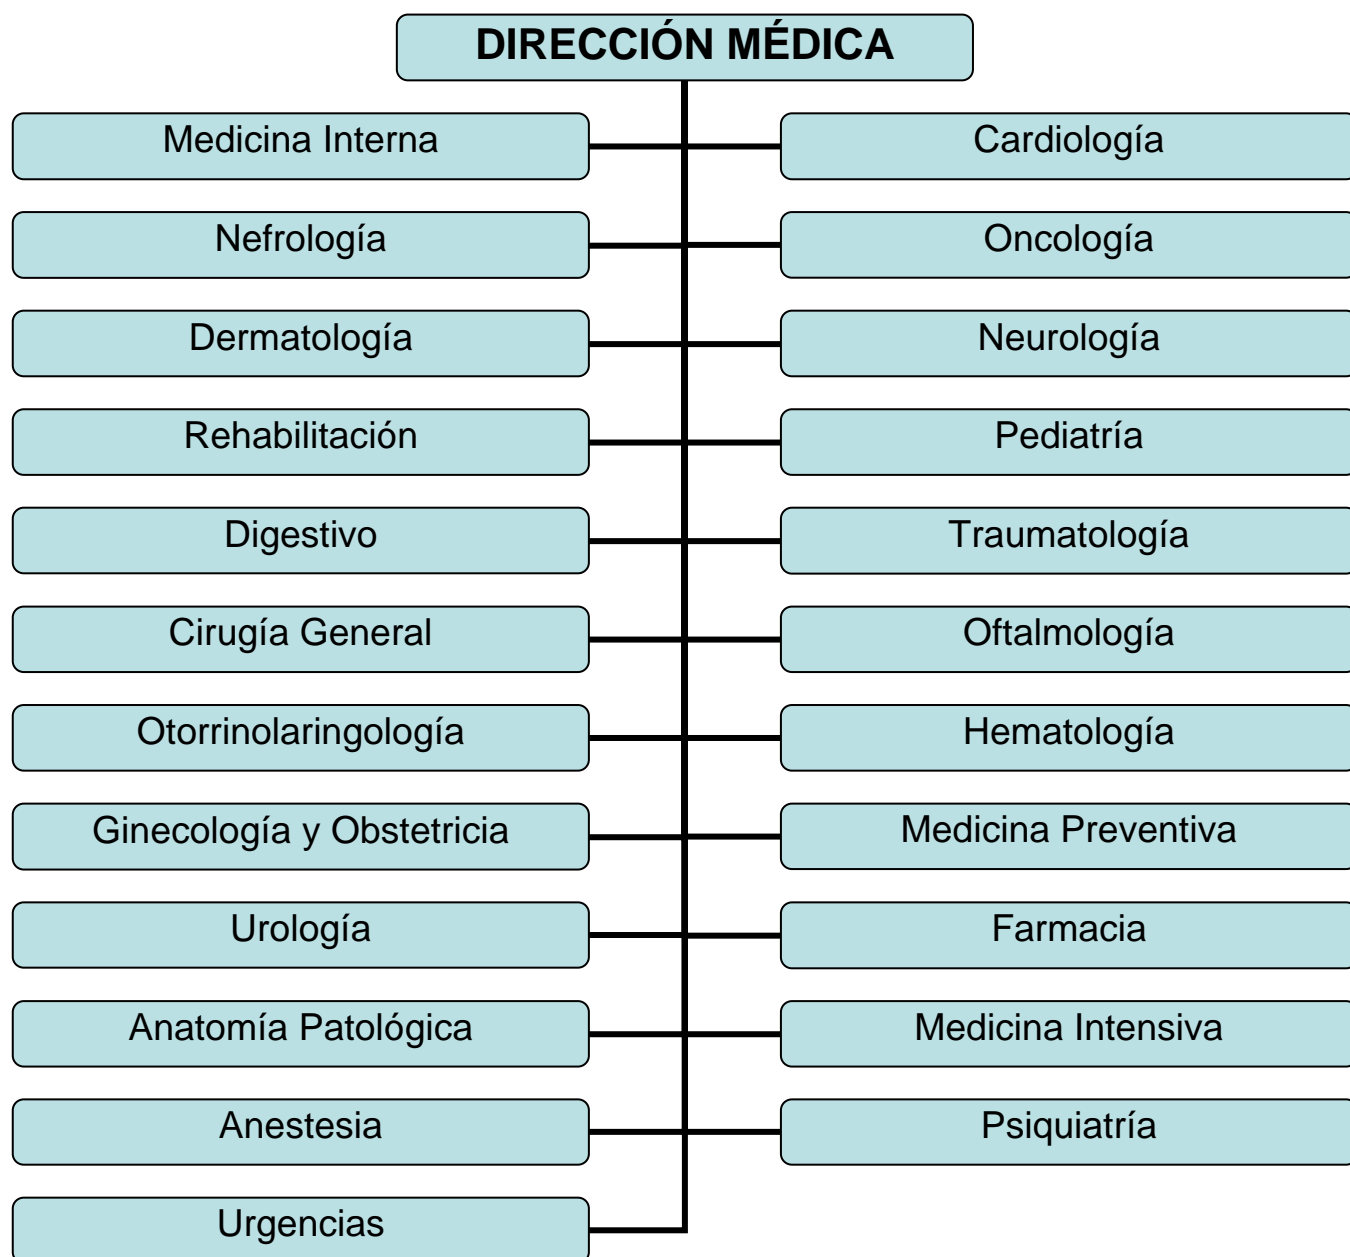 DIRECCIÓN MÉDICA
Medicina Interna
Cardiología
Nefrología
Oncología
Dermatología
Neurología
Rehabilitación
Pediatría
Digestivo
Traumatología
Cirugía General
Oftalmología
Otorrinolaringología
Hematología
Ginecología y Obstetricia
Medicina Preventiva
Urología
Farmacia
Anatomía Patológica
Medicina Intensiva
Anestesia
Psiquiatría
Urgencias